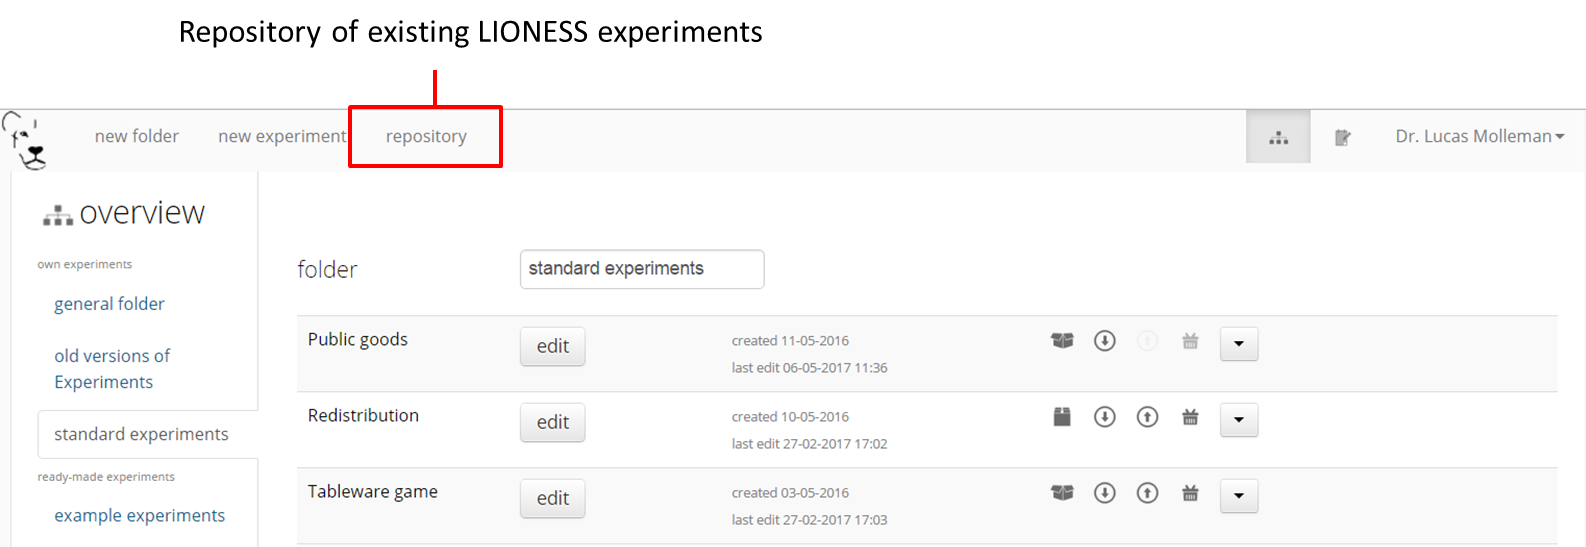 Repository of existing LIONESS experiments
new folder new experiment repository Dr. Lucas Molleman
overview
own experiments
general folder
old versions of
Experiments
standard experiments
ready-made experiments
example experiments
folder standard experiments
Public goods edit created 11-05-2016
last edit 06-05-2017 11:36
Redistribution edit created 10-05-2016
last edit 27-02-2017 17:02
Tableware game edit created 03-05-2016
last edit 27-02-2017 17:03